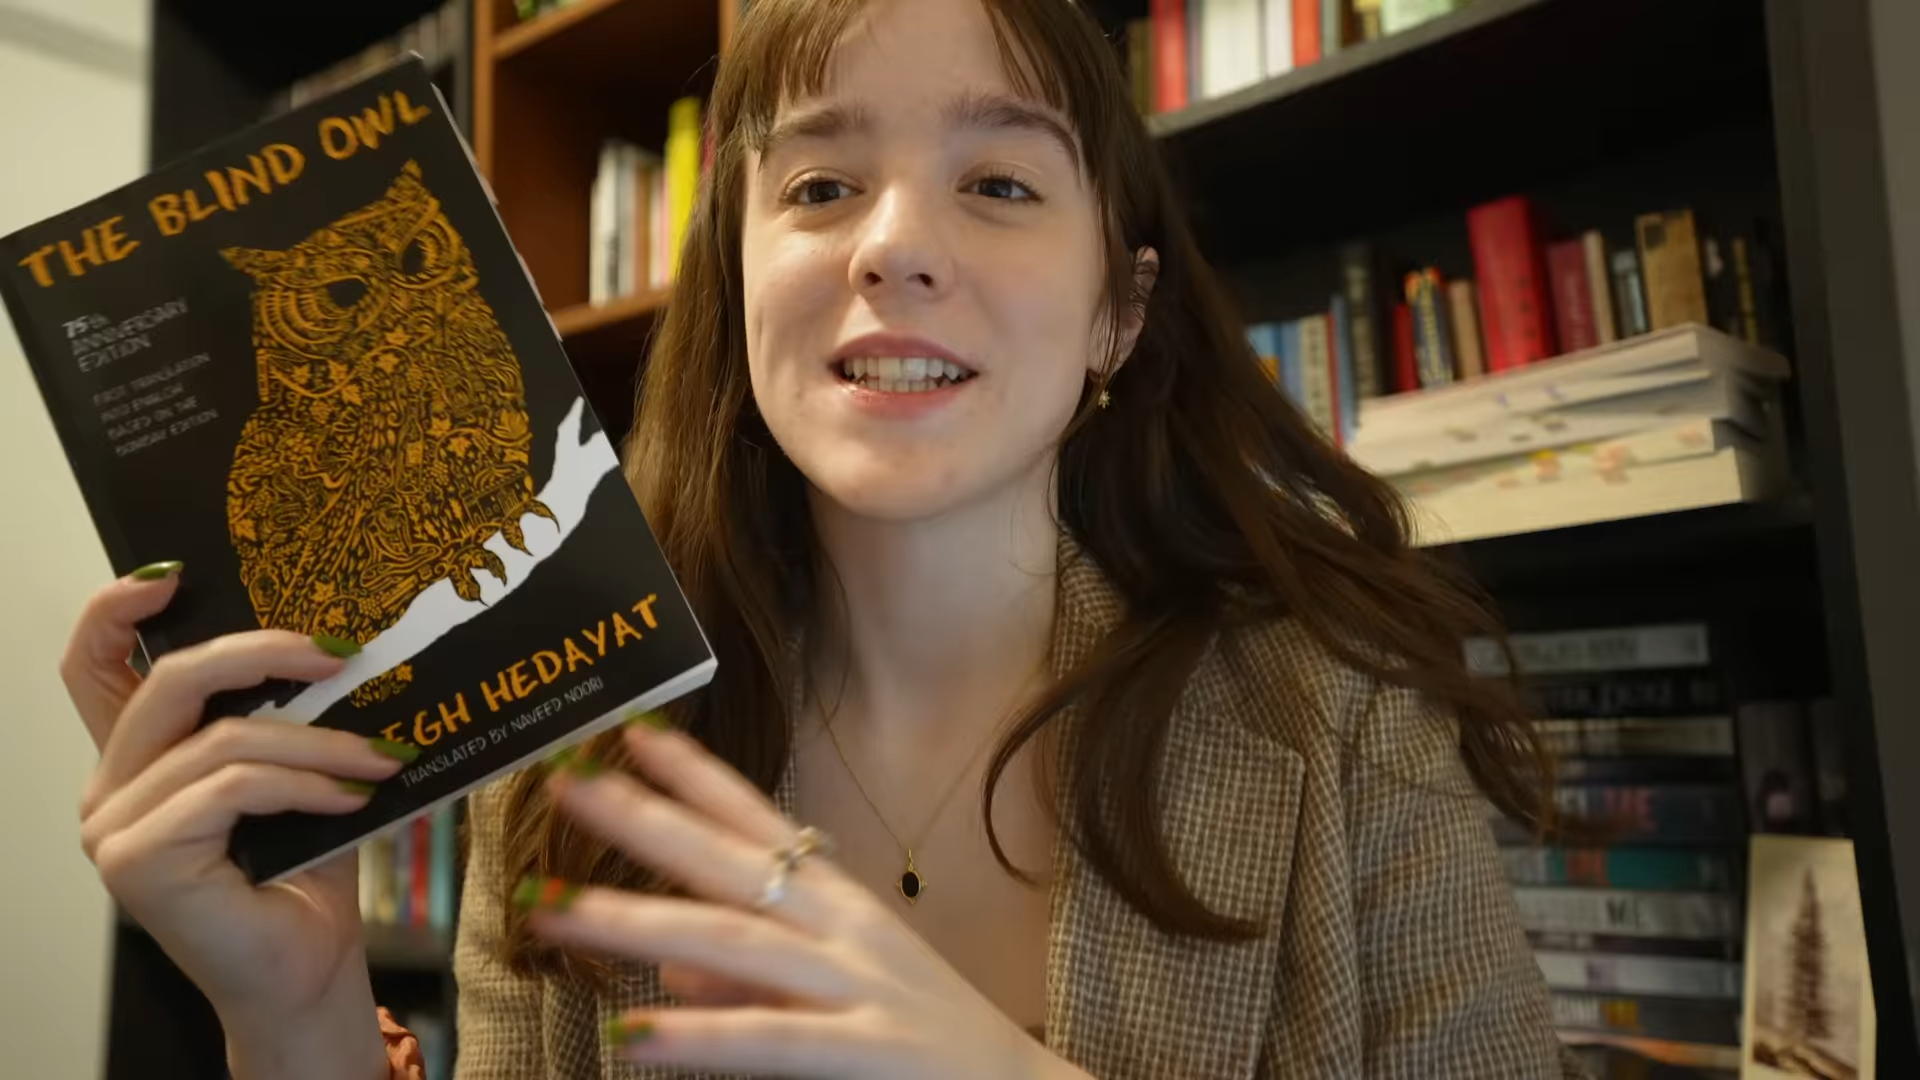 THE BLIND OWL
75th
ANNIVERSARY
EDITION
FIRST TRANSLATION
INTO ENGLISH
BASED ON THE
BOMBAY EDITION
EGH HEDAYAT
TRANSLATED BY NAVEED NOORI